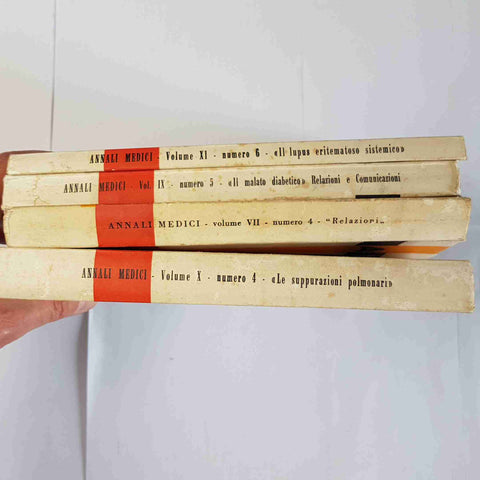 ANNALI MEDICI - Volume XI - numero 6 - «Il lupus eritematoso sistemico»
ANNALI MEDICI - Vol. IX - numero 5 - «Il malato diabetico» Relazioni e Comunicazioni
ANNALI MEDICI - volume VII - numero 4 - "Relazioni„
ANNALI MEDICI - Volume X - numero 4 - «Le suppurazioni polmonari»